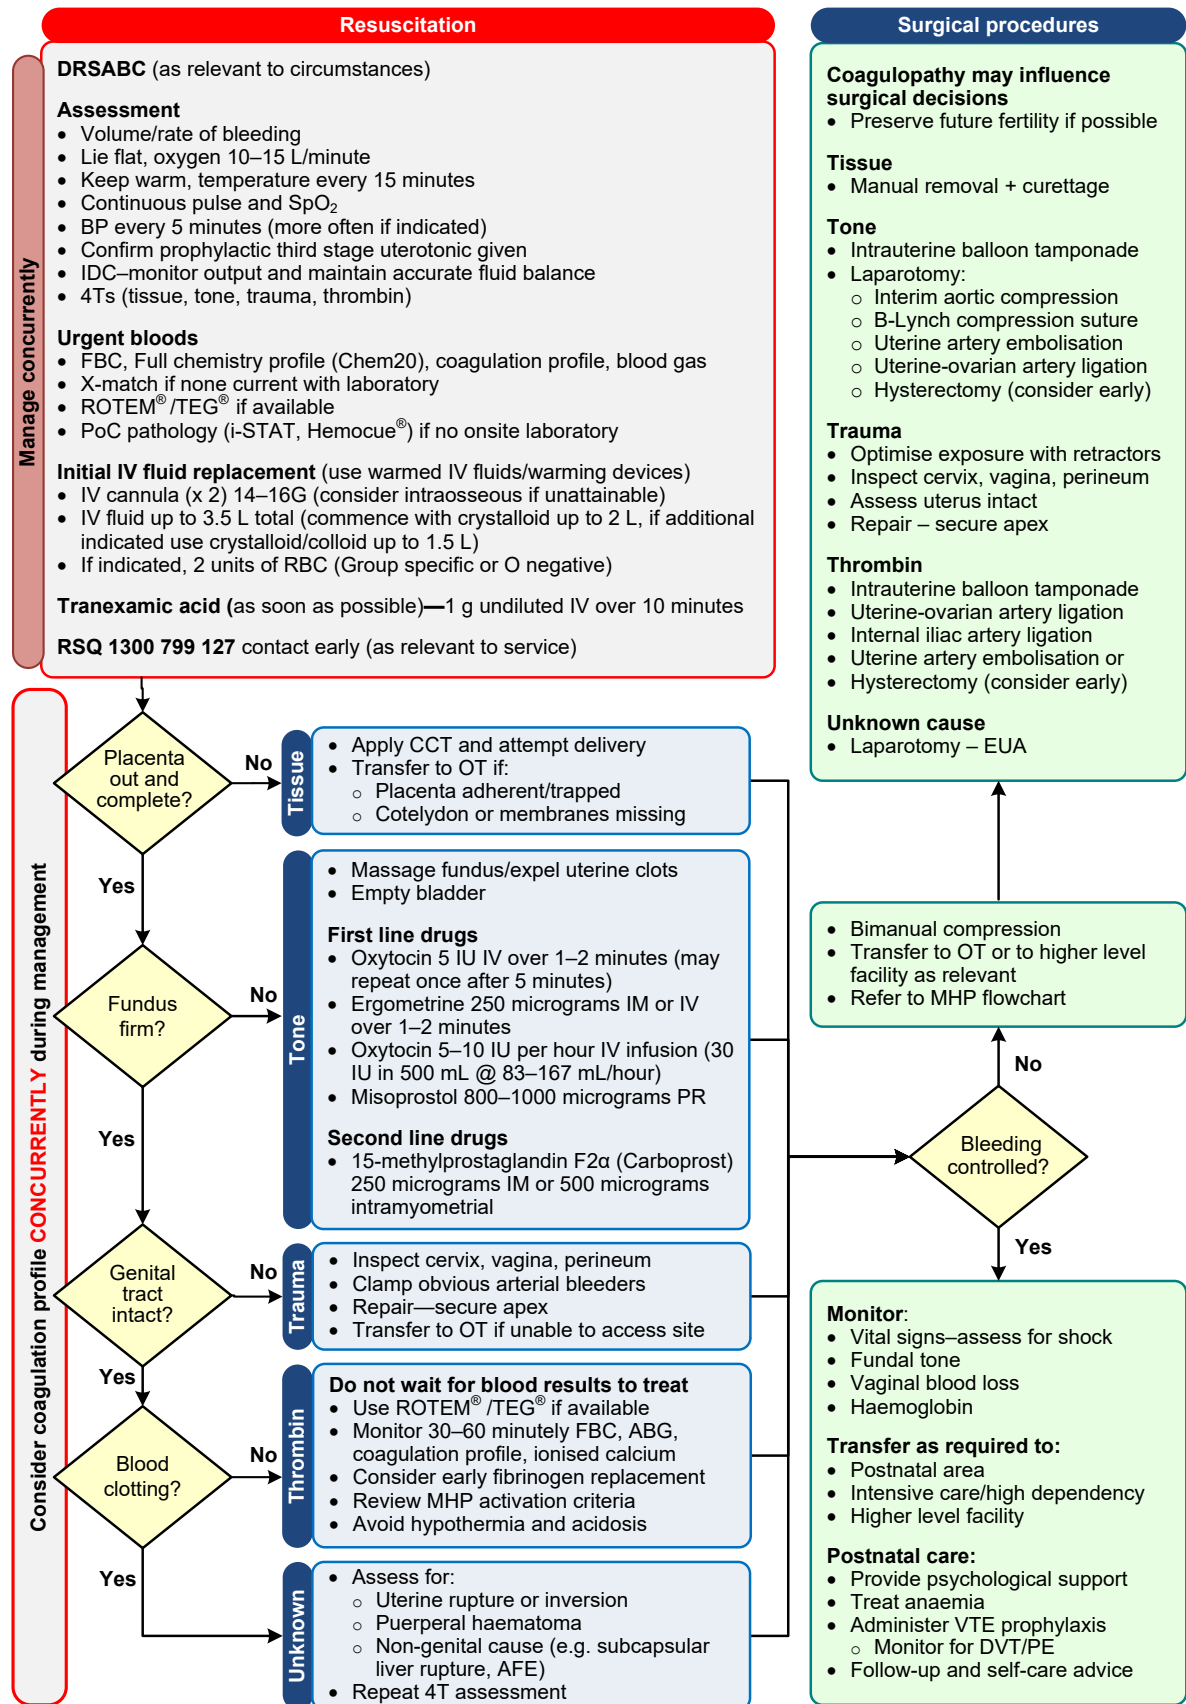 Resuscitation
Manage concurrently
DRSABC (as relevant to circumstances)
Assessment
• Volume/rate of bleeding
• Lie flat, oxygen 10–15 L/minute
• Keep warm, temperature every 15 minutes
• Continuous pulse and SpO₂
• BP every 5 minutes (more often if indicated)
• Confirm prophylactic third stage uterotonic given
• IDC–monitor output and maintain accurate fluid balance
• 4Ts (tissue, tone, trauma, thrombin)
Urgent bloods
• FBC, Full chemistry profile (Chem20), coagulation profile, blood gas
• X-match if none current with laboratory
• ROTEM® /TEG® if available
• PoC pathology (i-STAT, Hemocue®) if no onsite laboratory
Initial IV fluid replacement (use warmed IV fluids/warming devices)
• IV cannula (x 2) 14–16G (consider intraosseous if unattainable)
• IV fluid up to 3.5 L total (commence with crystalloid up to 2 L, if additional
indicated use crystalloid/colloid up to 1.5 L)
• If indicated, 2 units of RBC (Group specific or O negative)
Tranexamic acid (as soon as possible)—1 g undiluted IV over 10 minutes
RSQ 1300 799 127 contact early (as relevant to service)
Surgical procedures
Coagulopathy may influence
surgical decisions
• Preserve future fertility if possible
Tissue
• Manual removal + curettage
Tone
• Intrauterine balloon tamponade
• Laparotomy:
o Interim aortic compression
o B-Lynch compression suture
o Uterine artery embolisation
o Uterine-ovarian artery ligation
o Hysterectomy (consider early)
Trauma
• Optimise exposure with retractors
• Inspect cervix, vagina, perineum
• Assess uterus intact
• Repair – secure apex
Thrombin
• Intrauterine balloon tamponade
• Uterine-ovarian artery ligation
• Internal iliac artery ligation
• Uterine artery embolisation or
• Hysterectomy (consider early)
Unknown cause
• Laparotomy – EUA
Consider coagulation profile CONCURRENTLY during management
Placenta
out and
complete?
No
Yes
Tissue
• Apply CCT and attempt delivery
• Transfer to OT if:
o Placenta adherent/trapped
o Cotelydon or membranes missing
Fundus
firm?
No
Yes
Tone
• Massage fundus/expel uterine clots
• Empty bladder
First line drugs
• Oxytocin 5 IU IV over 1–2 minutes (may
repeat once after 5 minutes)
• Ergometrine 250 micrograms IM or IV
over 1–2 minutes
• Oxytocin 5–10 IU per hour IV infusion (30
IU in 500 mL @ 83–167 mL/hour)
• Misoprostol 800–1000 micrograms PR
Second line drugs
• 15-methylprostaglandin F2α (Carboprost)
250 micrograms IM or 500 micrograms
intramyometrial
Genital
tract
intact?
No
Yes
Trauma
• Inspect cervix, vagina, perineum
• Clamp obvious arterial bleeders
• Repair—secure apex
• Transfer to OT if unable to access site
Blood
clotting?
No
Yes
Thrombin
Do not wait for blood results to treat
• Use ROTEM® /TEG® if available
• Monitor 30–60 minutely FBC, ABG,
coagulation profile, ionised calcium
• Consider early fibrinogen replacement
• Review MHP activation criteria
• Avoid hypothermia and acidosis
Unknown
• Assess for:
o Uterine rupture or inversion
o Puerperal haematoma
o Non-genital cause (e.g. subcapsular
liver rupture, AFE)
• Repeat 4T assessment
• Bimanual compression
• Transfer to OT or to higher level
facility as relevant
• Refer to MHP flowchart
No
Bleeding
controlled?
Yes
Monitor:
• Vital signs–assess for shock
• Fundal tone
• Vaginal blood loss
• Haemoglobin
Transfer as required to:
• Postnatal area
• Intensive care/high dependency
• Higher level facility
Postnatal care:
• Provide psychological support
• Treat anaemia
• Administer VTE prophylaxis
o Monitor for DVT/PE
• Follow-up and self-care advice